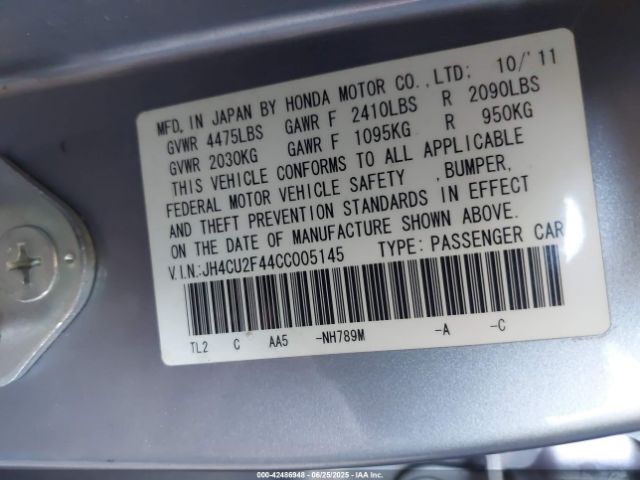 MFD. IN JAPAN BY HONDA MOTOR CO.,LTD: 10/'11
GVWR 4475LBS GAWR F 2410LBS R 2090LBS
GVWR 2030KG GAWR F 1095KG R 950KG
THIS VEHICLE CONFORMS TO ALL APPLICABLE
FEDERAL MOTOR VEHICLE SAFETY ,BUMPER,
AND THEFT PREVENTION STANDARDS IN EFFECT
ON THE DATE OF MANUFACTURE SHOWN ABOVE.
V.I.N.:JH4CU2F44CC005145 TYPE: PASSENGER CAR
TL2 C AA5 -NH789M -A -C
000-42486948 - 06/25/2025 - IAA, Inc.